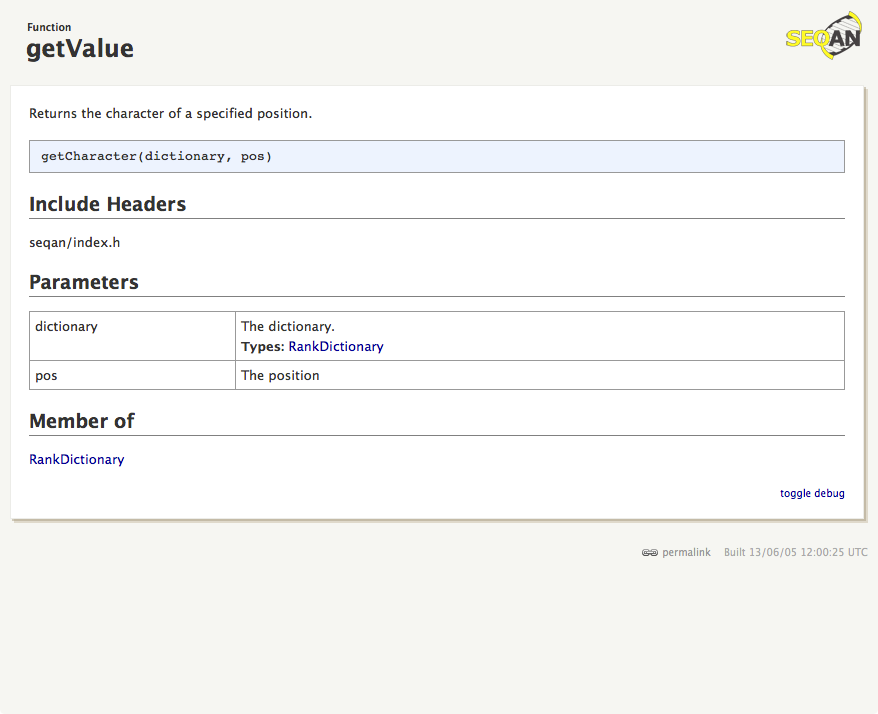 Function
getValue
SEQAN
Returns the character of a specified position.
getCharacter(dictionary, pos)
Include Headers
seqan/index.h
Parameters
dictionary
The dictionary.
Types: RankDictionary
pos
The position
Member of
RankDictionary
toggle debug
permalink Built 13/06/05 12:00:25 UTC